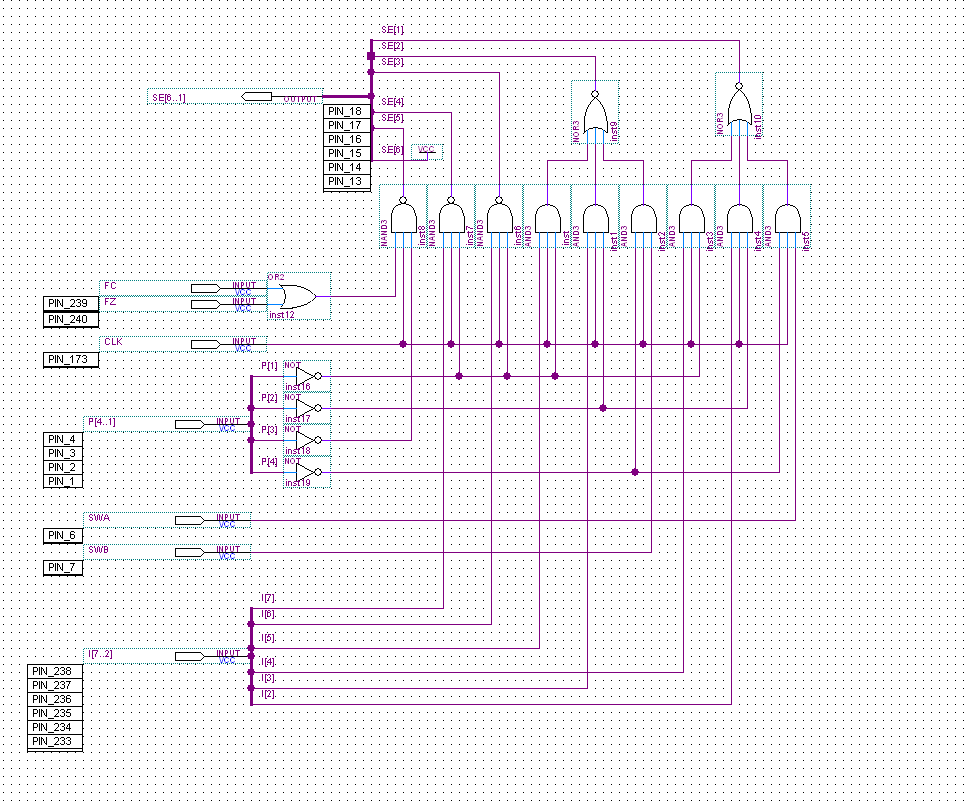 SE[1]
SE[2]
SE[3]
SE[6..1] OUTPUT
SE[4]
PIN_18
PIN_17 SE[5]
PIN_16
PIN_15 SE[6] VCC
PIN_14
PIN_13
NOR3 inst9
NOR3 inst10
NAND3 inst8
NAND3 inst7
NAND3 inst6
AND3 inst
AND3 inst1
AND3 inst2
AND3 inst3
AND3 inst4
AND3 inst5
OR2
FC INPUT
VCC
FZ INPUT
VCC
inst12
PIN_239
PIN_240
CLK INPUT
VCC
PIN_173
P[1] NOT
inst16
P[2] NOT
inst17
P[4..1] INPUT
VCC
P[3] NOT
inst18
P[4] NOT
inst19
PIN_4
PIN_3
PIN_2
PIN_1
SWA INPUT
VCC
PIN_6
SWB INPUT
VCC
PIN_7
I[7]
I[6]
I[5]
I[7..2] INPUT
VCC
I[4]
I[3]
I[2]
PIN_238
PIN_237
PIN_236
PIN_235
PIN_234
PIN_233